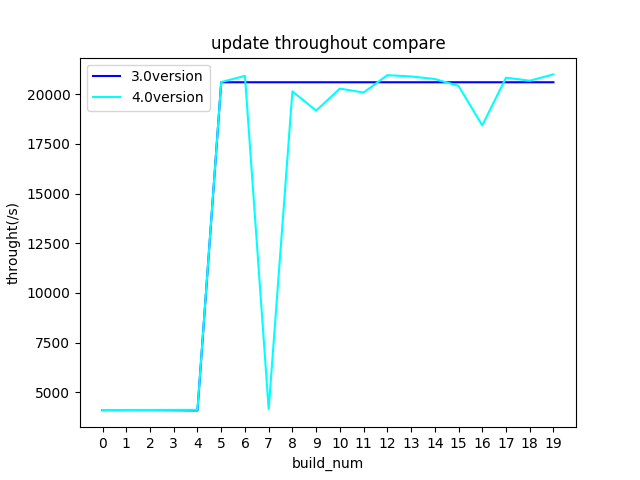 update throughout compare
3.0version
4.0version
throught(/s)
20000
17500
15000
12500
10000
7500
5000
0 1 2 3 4 5 6 7 8 9 10 11 12 13 14 15 16 17 18 19
build_num